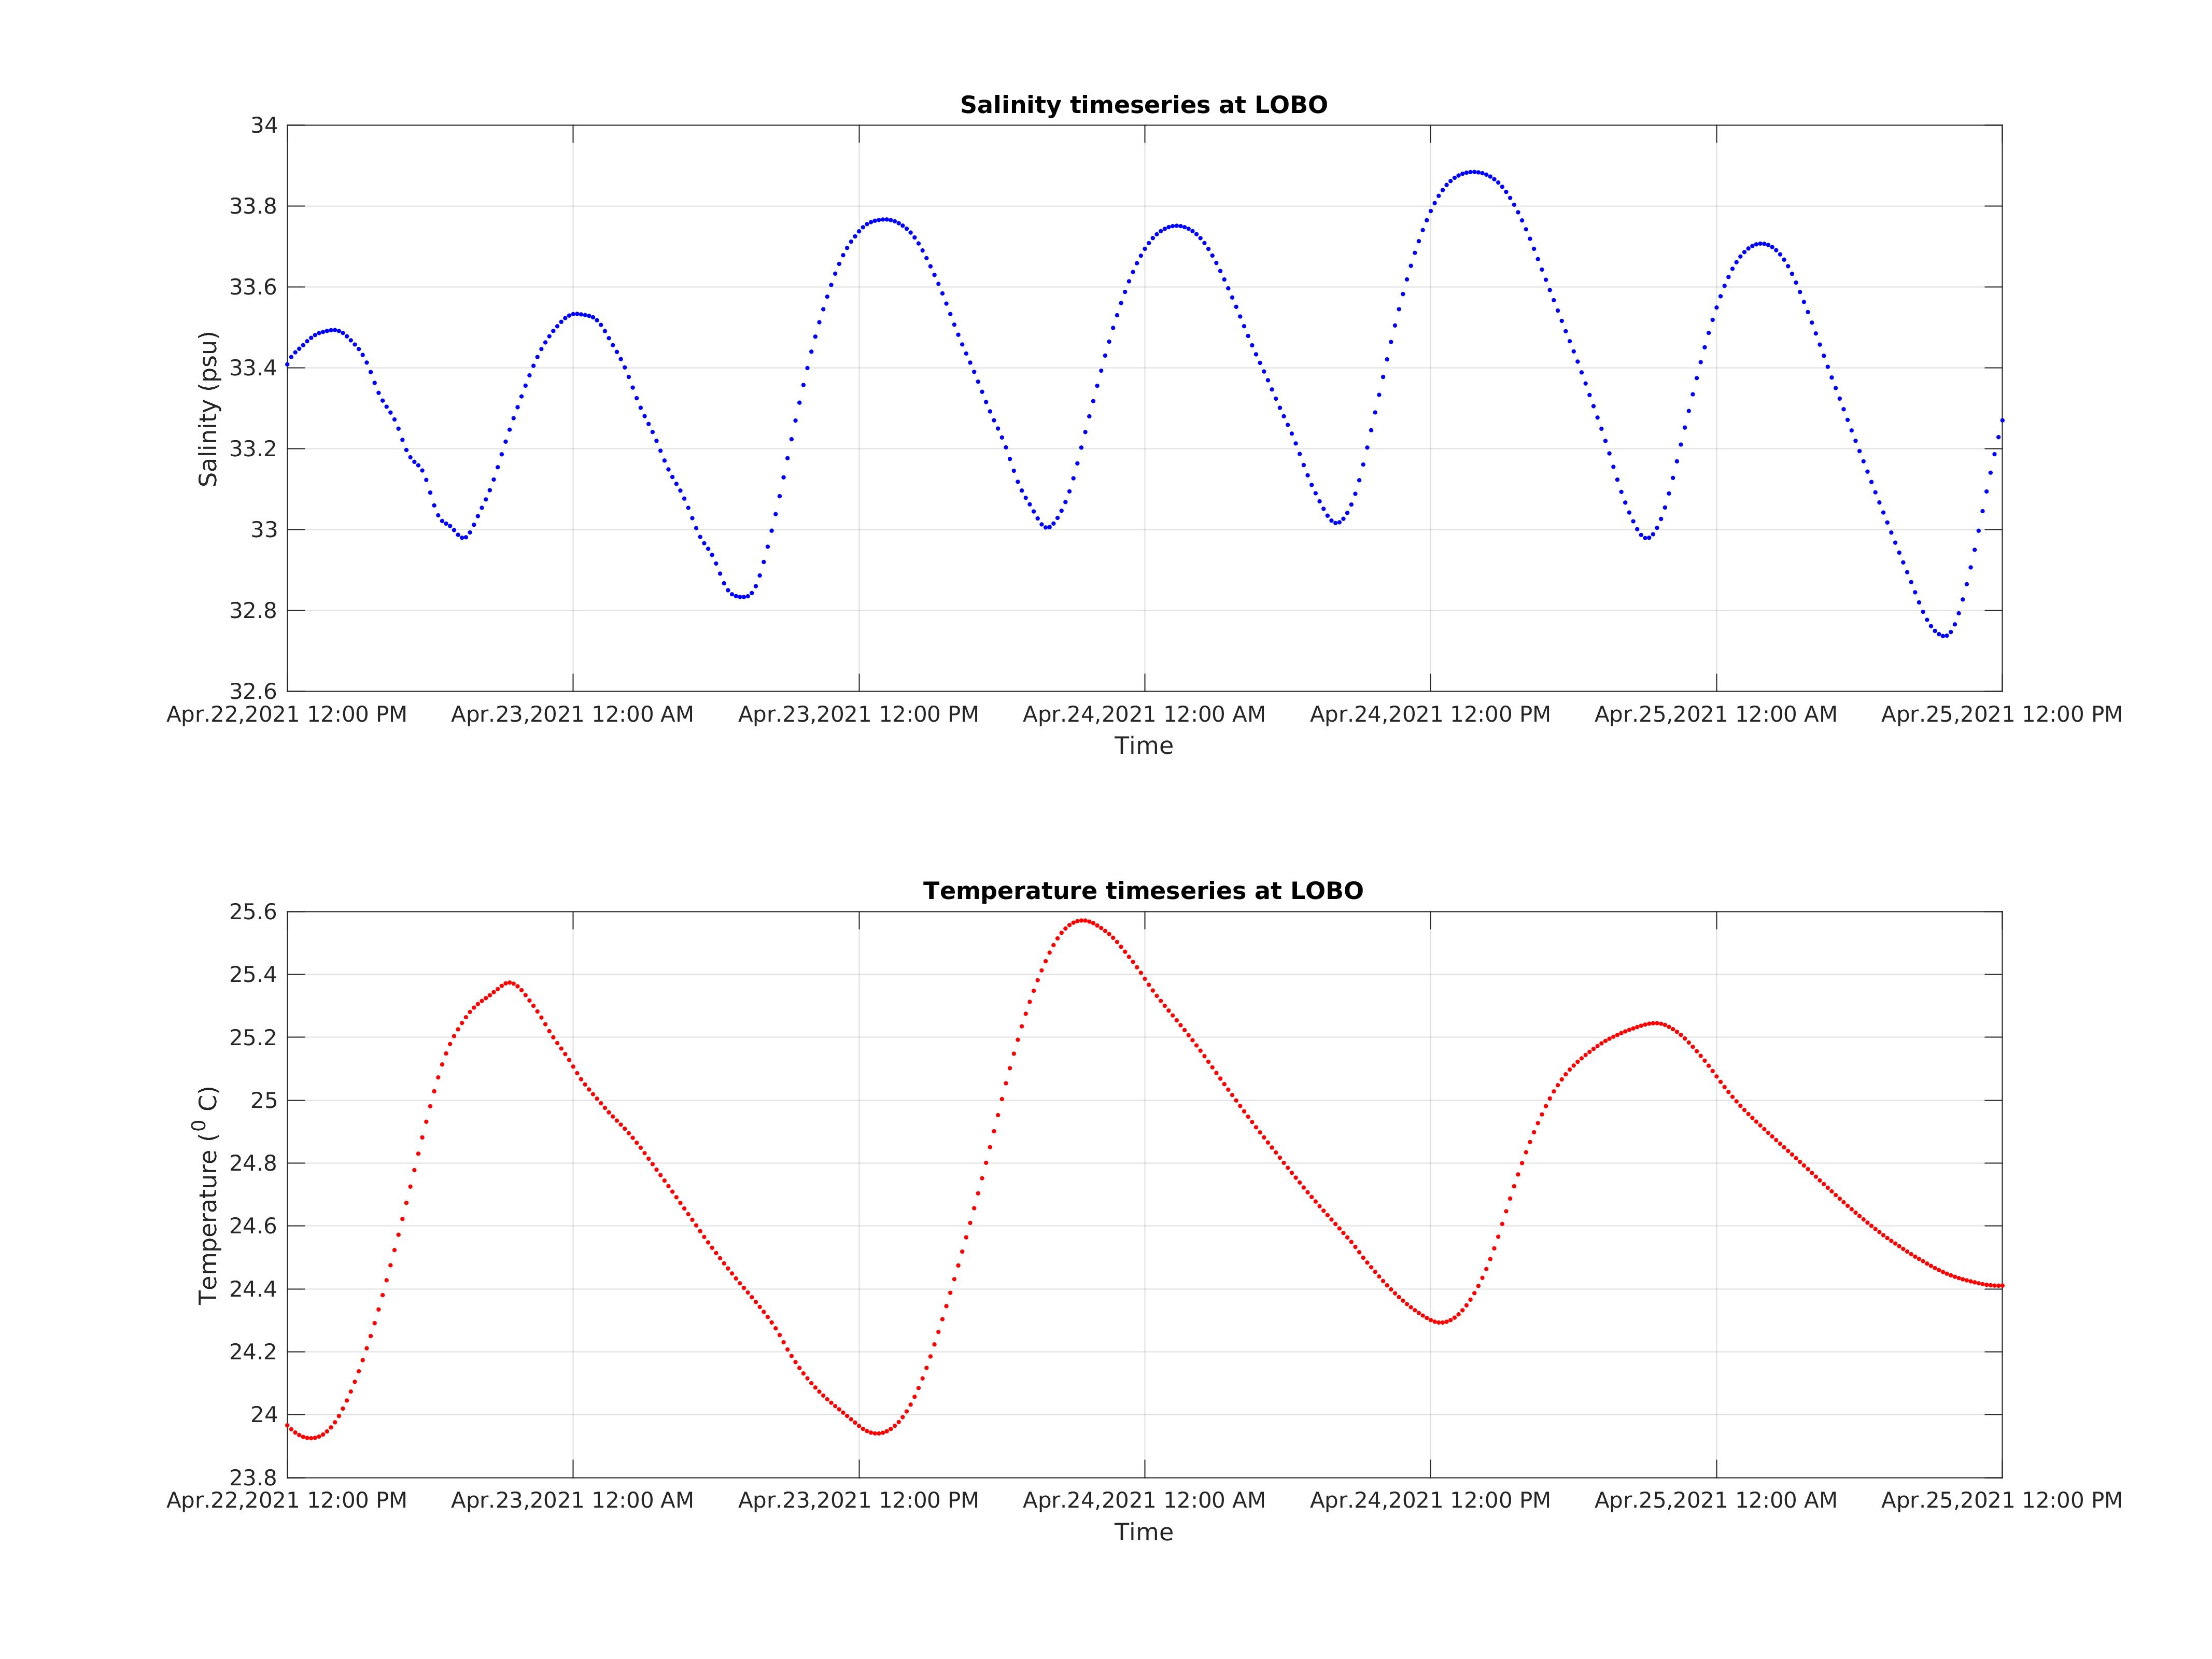 Salinity timeseries at LOBO
34
33.8
33.6
33.4
33.2
33
32.8
32.6
Salinity (psu)
Apr.22,2021 12:00 PM Apr.23,2021 12:00 AM Apr.23,2021 12:00 PM Apr.24,2021 12:00 AM Apr.24,2021 12:00 PM Apr.25,2021 12:00 AM Apr.25,2021 12:00 PM
Time
Temperature timeseries at LOBO
25.6
25.4
25.2
25
24.8
24.6
24.4
24.2
24
23.8
Temperature (⁰ C)
Apr.22,2021 12:00 PM Apr.23,2021 12:00 AM Apr.23,2021 12:00 PM Apr.24,2021 12:00 AM Apr.24,2021 12:00 PM Apr.25,2021 12:00 AM Apr.25,2021 12:00 PM
Time